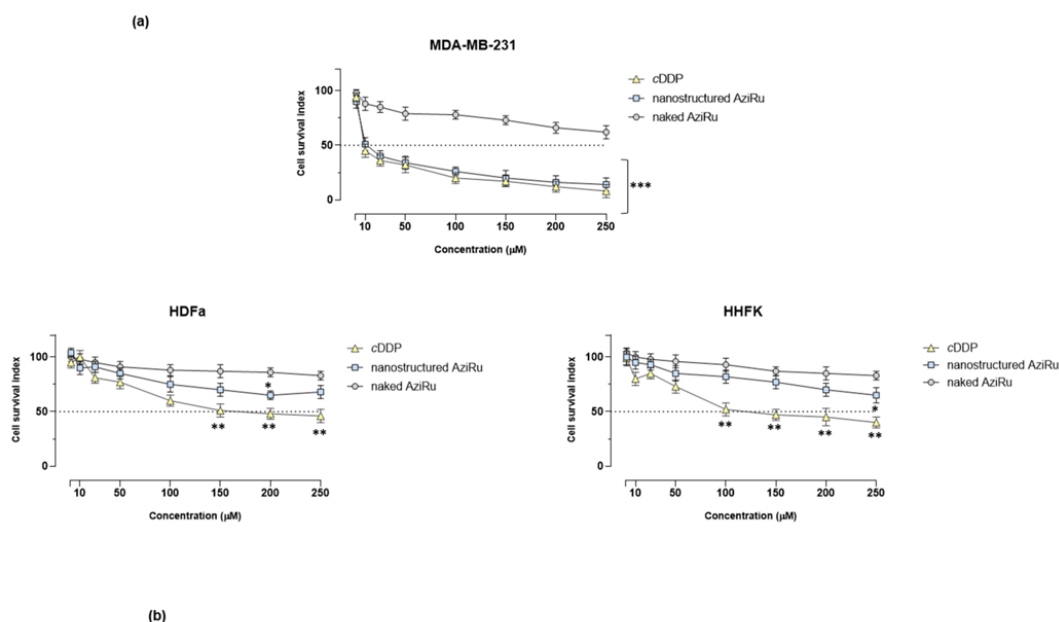 (a)
MDA-MB-231
Cell survival index
100
50
0
10 50 100 150 200 250
Concentration (μM)
cDDP
nanostructured AziRu
naked AziRu
***
HDFa
Cell survival index
100
50
0
10 50 100 150 200 250
Concentration (μM)
cDDP
nanostructured AziRu
naked AziRu
*
** ** **
HHFK
Cell survival index
100
50
0
10 50 100 150 200 250
Concentration (μM)
cDDP
nanostructured AziRu
naked AziRu
*
** ** ** **
(b)